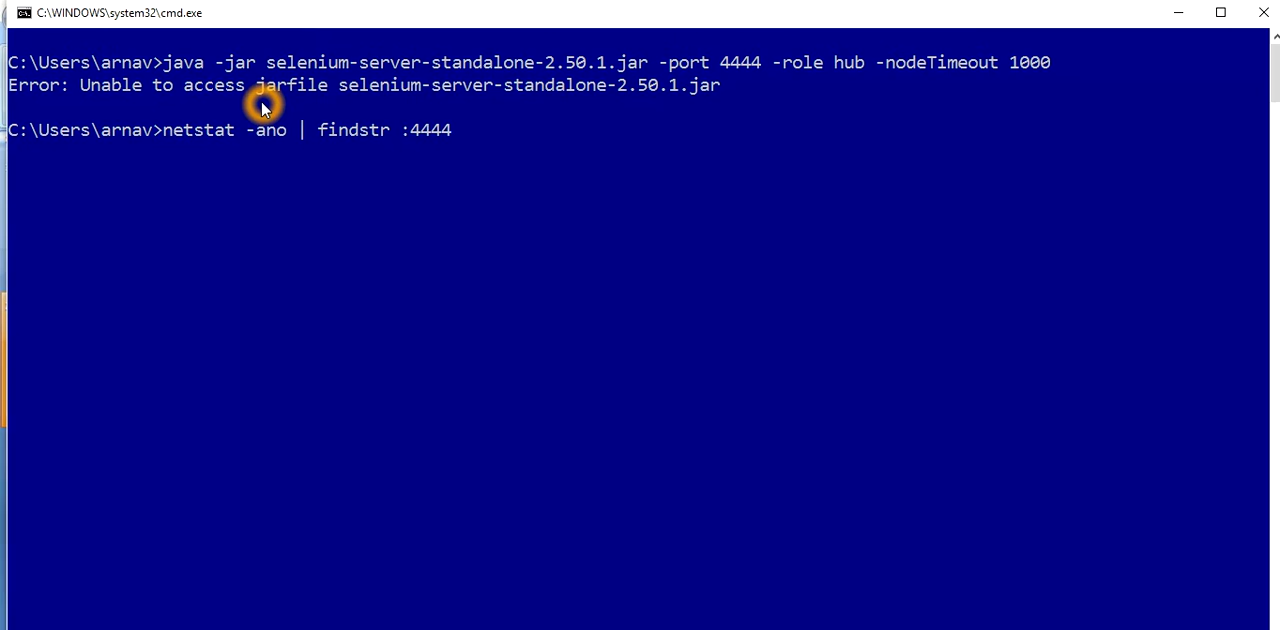 C:\WINDOWS\system32\cmd.exe
C:\Users\arnav>java -jar selenium-server-standalone-2.50.1.jar -port 4444 -role hub -nodeTimeout 1000
Error: Unable to access jarfile selenium-server-standalone-2.50.1.jar
C:\Users\arnav>netstat -ano | findstr :4444